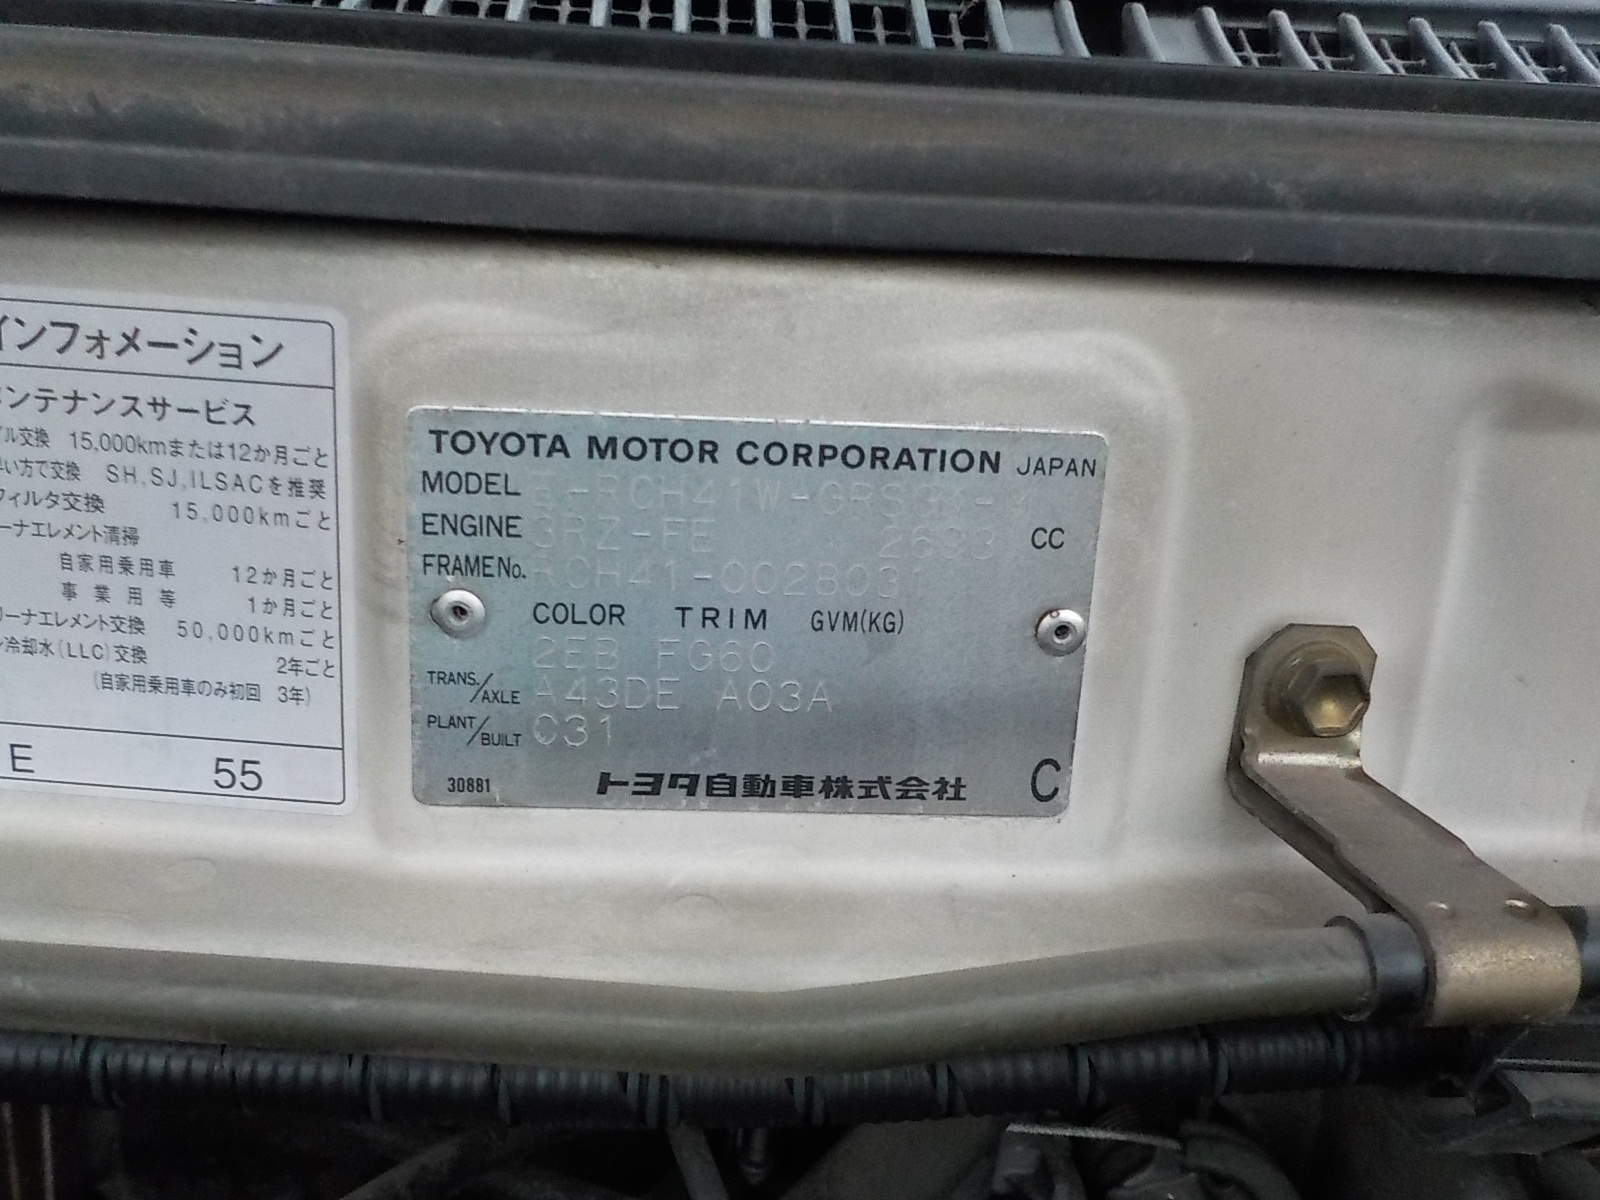 インフォメーション
メンテナンスサービス
イル交換 15,000kmまたは12か月ごと
早い方で交換 SH,SJ,ILSACを推奨
フィルタ交換 15,000kmごと
ーナエレメント清掃
自家用乗用車 12か月ごと
事業用等 1か月ごと
リーナエレメント交換 50,000kmごと
ン冷却水(LLC)交換 2年ごと
(自家用乗用車のみ初回 3年)
E 55
TOYOTA MOTOR CORPORATION JAPAN
MODEL E-RCH41W-GRSGK-
ENGINE 3RZ-FE 2693 CC
FRAME No. RCH41-0028031
COLOR TRIM GVM(KG)
2EB FG60
TRANS./AXLE A43DE A03A
PLANT/BUILT C31
30881 トヨタ自動車株式会社 C